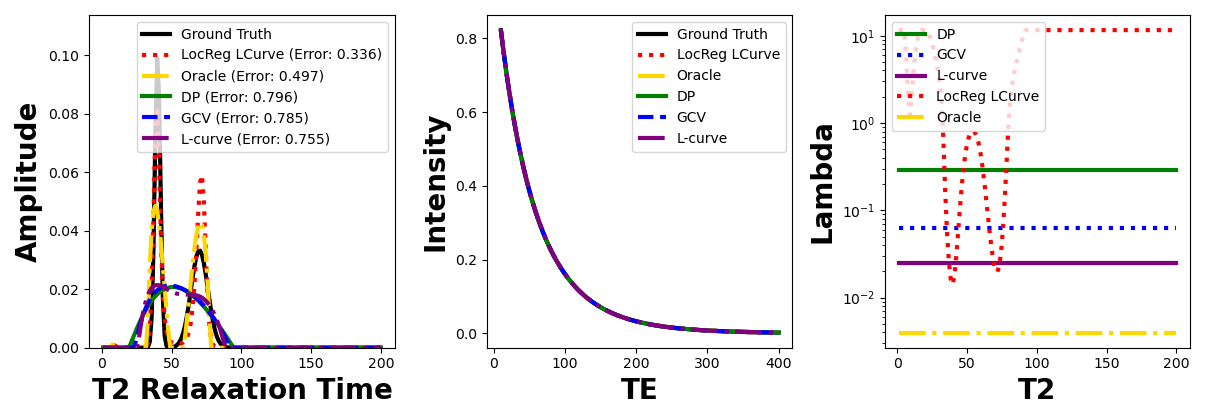 Amplitude
0.00
0.02
0.04
0.06
0.08
0.10
0
50
100
150
200
T2 Relaxation Time
Ground Truth
LocReg LCurve (Error: 0.336)
Oracle (Error: 0.497)
DP (Error: 0.796)
GCV (Error: 0.785)
L-curve (Error: 0.755)
Intensity
0.0
0.2
0.4
0.6
0.8
0
100
200
300
400
TE
Ground Truth
LocReg LCurve
Oracle
DP
GCV
L-curve
Lambda
10⁻²
10⁻¹
10⁰
10¹
0
50
100
150
200
T2
DP
GCV
L-curve
LocReg LCurve
Oracle